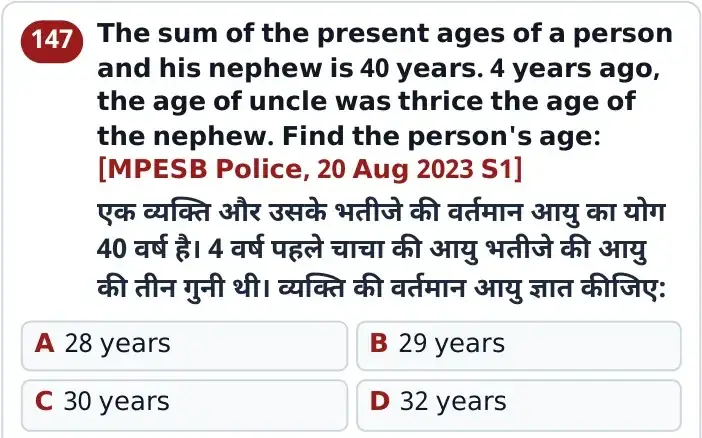 147 The sum of the present ages of a person
and his nephew is 40 years. 4 years ago,
the age of uncle was thrice the age of
the nephew. Find the person's age:
[MPESB Police, 20 Aug 2023 S1]
एक व्यक्ति और उसके भतीजे की वर्तमान आयु का योग
40 वर्ष है। 4 वर्ष पहले चाचा की आयु भतीजे की आयु
की तीन गुनी थी। व्यक्ति की वर्तमान आयु ज्ञात कीजिए:
A 28 years B 29 years
C 30 years D 32 years